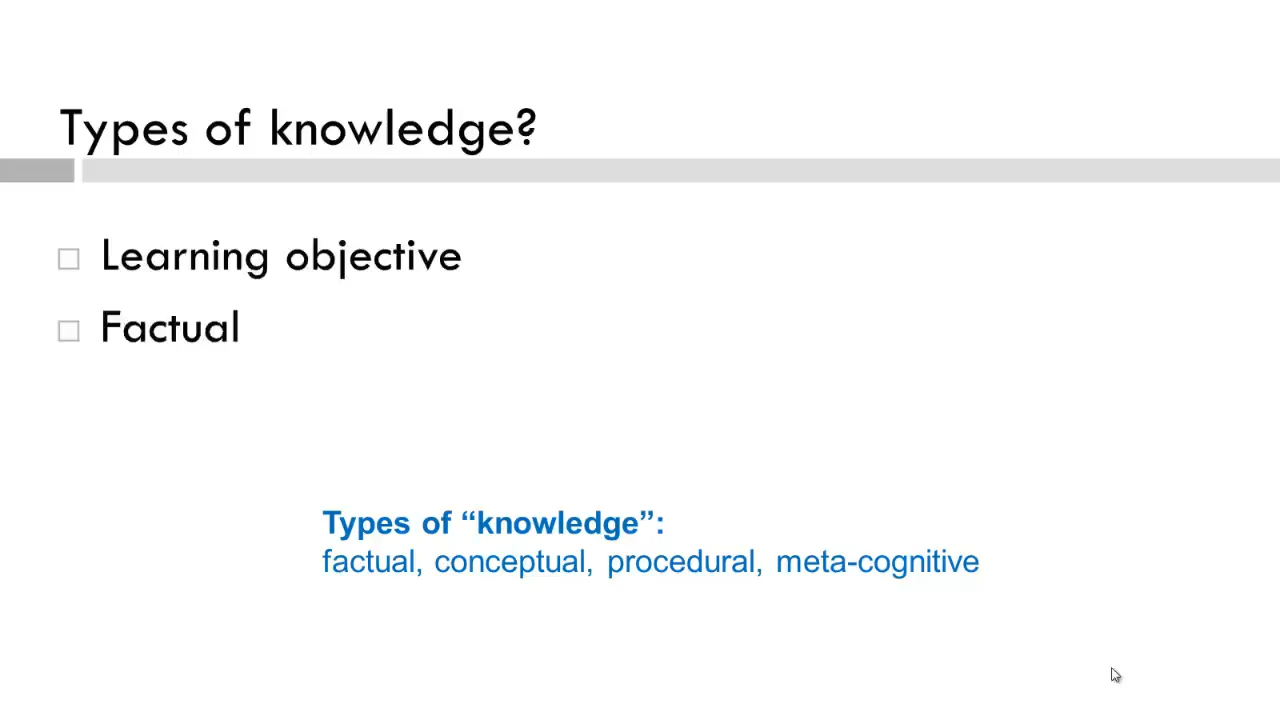 Types of knowledge?
Learning objective
Factual
Types of “knowledge”:
factual, conceptual, procedural, meta-cognitive